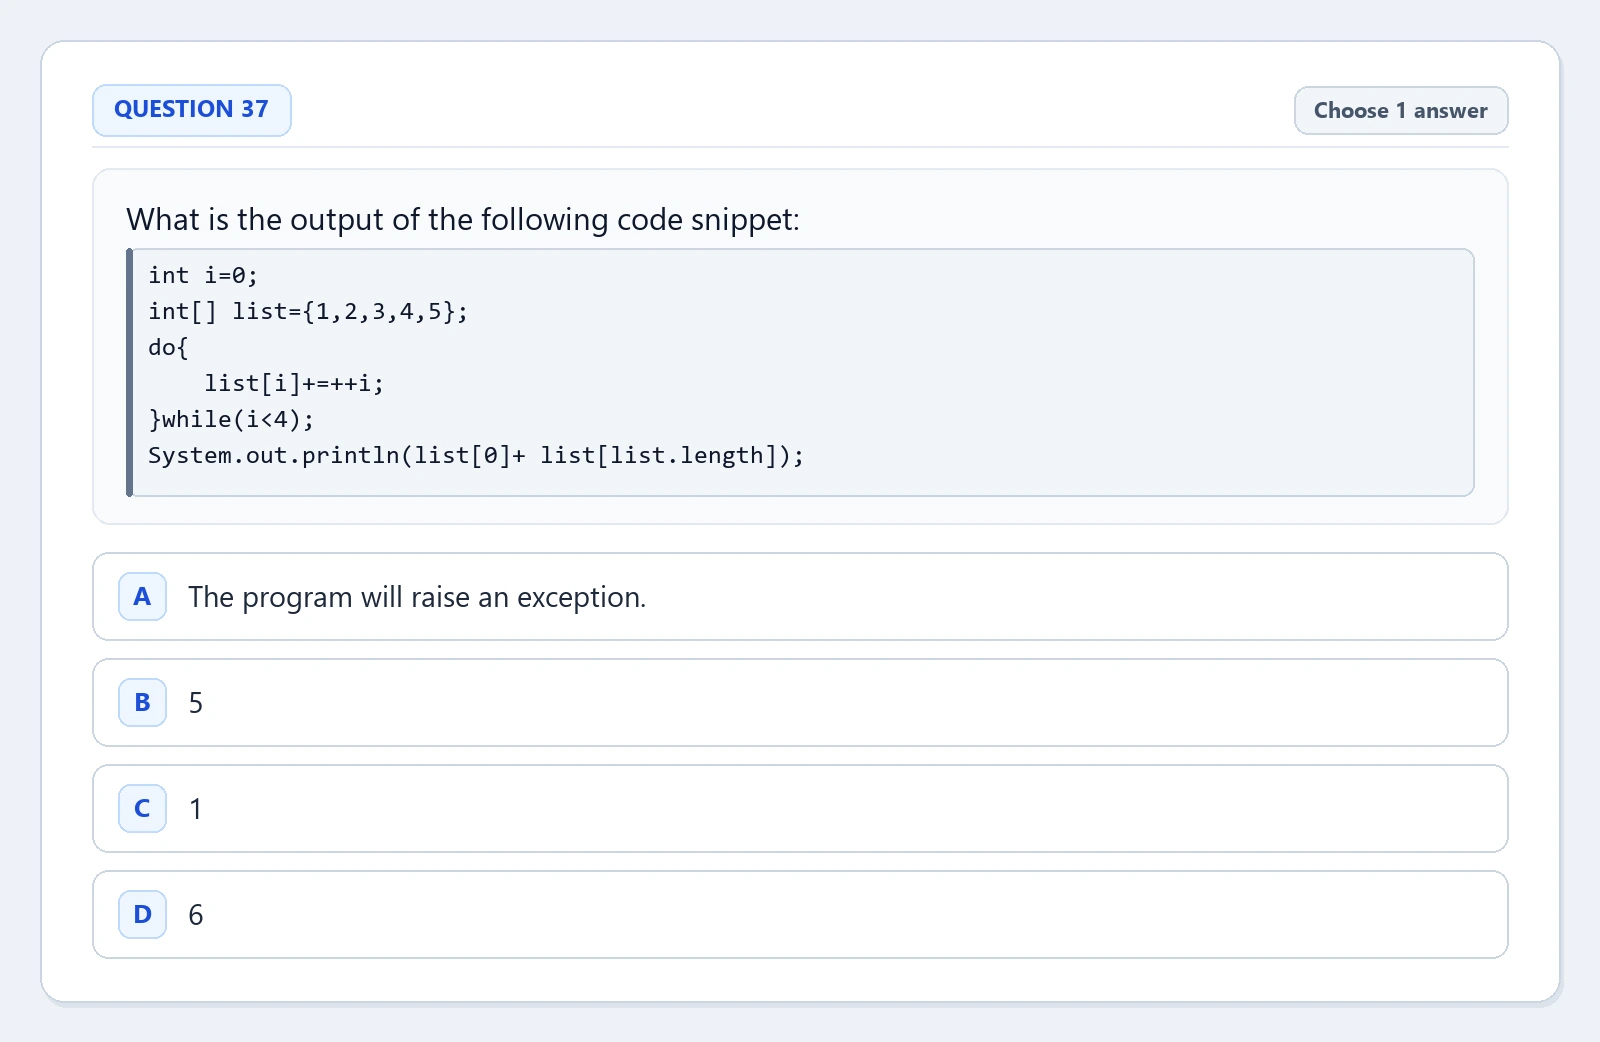 QUESTION 37
Choose 1 answer
What is the output of the following code snippet:
int i=0;
int[] list={1,2,3,4,5};
do{
    list[i]+=++i;
}while(i<4);
System.out.println(list[0]+ list[list.length]);
A The program will raise an exception.
B 5
C 1
D 6